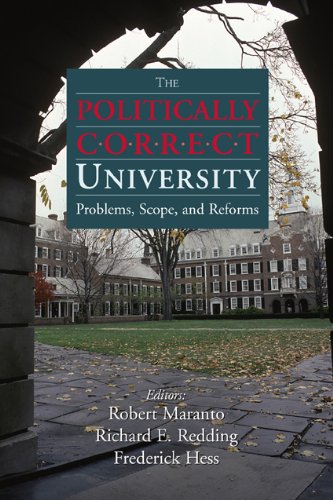 THE
POLITICALLY
C·O·R·R·E·C·T
UNIVERSITY
Problems, Scope, and Reforms
Editors:
Robert Maranto
Richard E. Redding
Frederick Hess